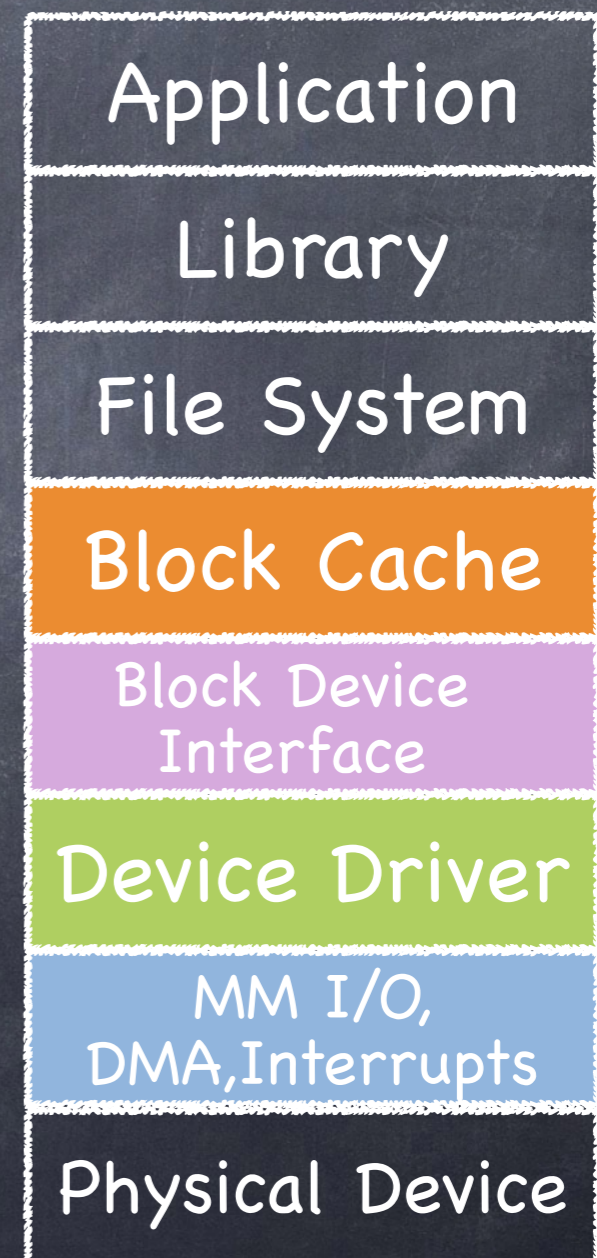 Application
Library
File System
Block Cache
Block Device
Interface
Device Driver
MM I/O,
DMA,Interrupts
Physical Device